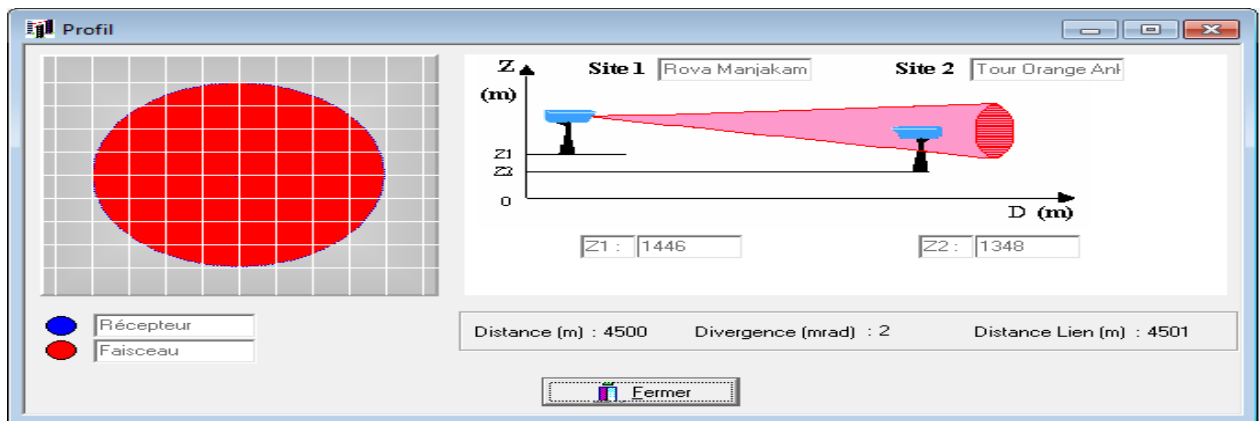 Profil
Z
(m)
Site 1 Rova Manjakam
Site 2 Tour Orange Ank
Z1
Z2
0
D (m)
Z1 : 1446
Z2 : 1348
Récepteur
Faisceau
Distance (m) : 4500 Divergence (mrad) : 2 Distance Lien (m) : 4501
Fermer